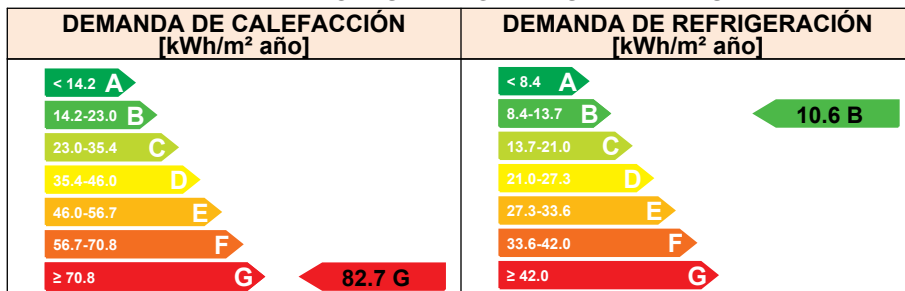 DEMANDA DE CALEFACCIÓN
[kWh/m² año]
< 14.2 A
14.2-23.0 B
23.0-35.4 C
35.4-46.0 D
46.0-56.7 E
56.7-70.8 F
≥ 70.8 G
82.7 G
DEMANDA DE REFRIGERACIÓN
[kWh/m² año]
< 8.4 A
8.4-13.7 B
10.6 B
13.7-21.0 C
21.0-27.3 D
27.3-33.6 E
33.6-42.0 F
≥ 42.0 G